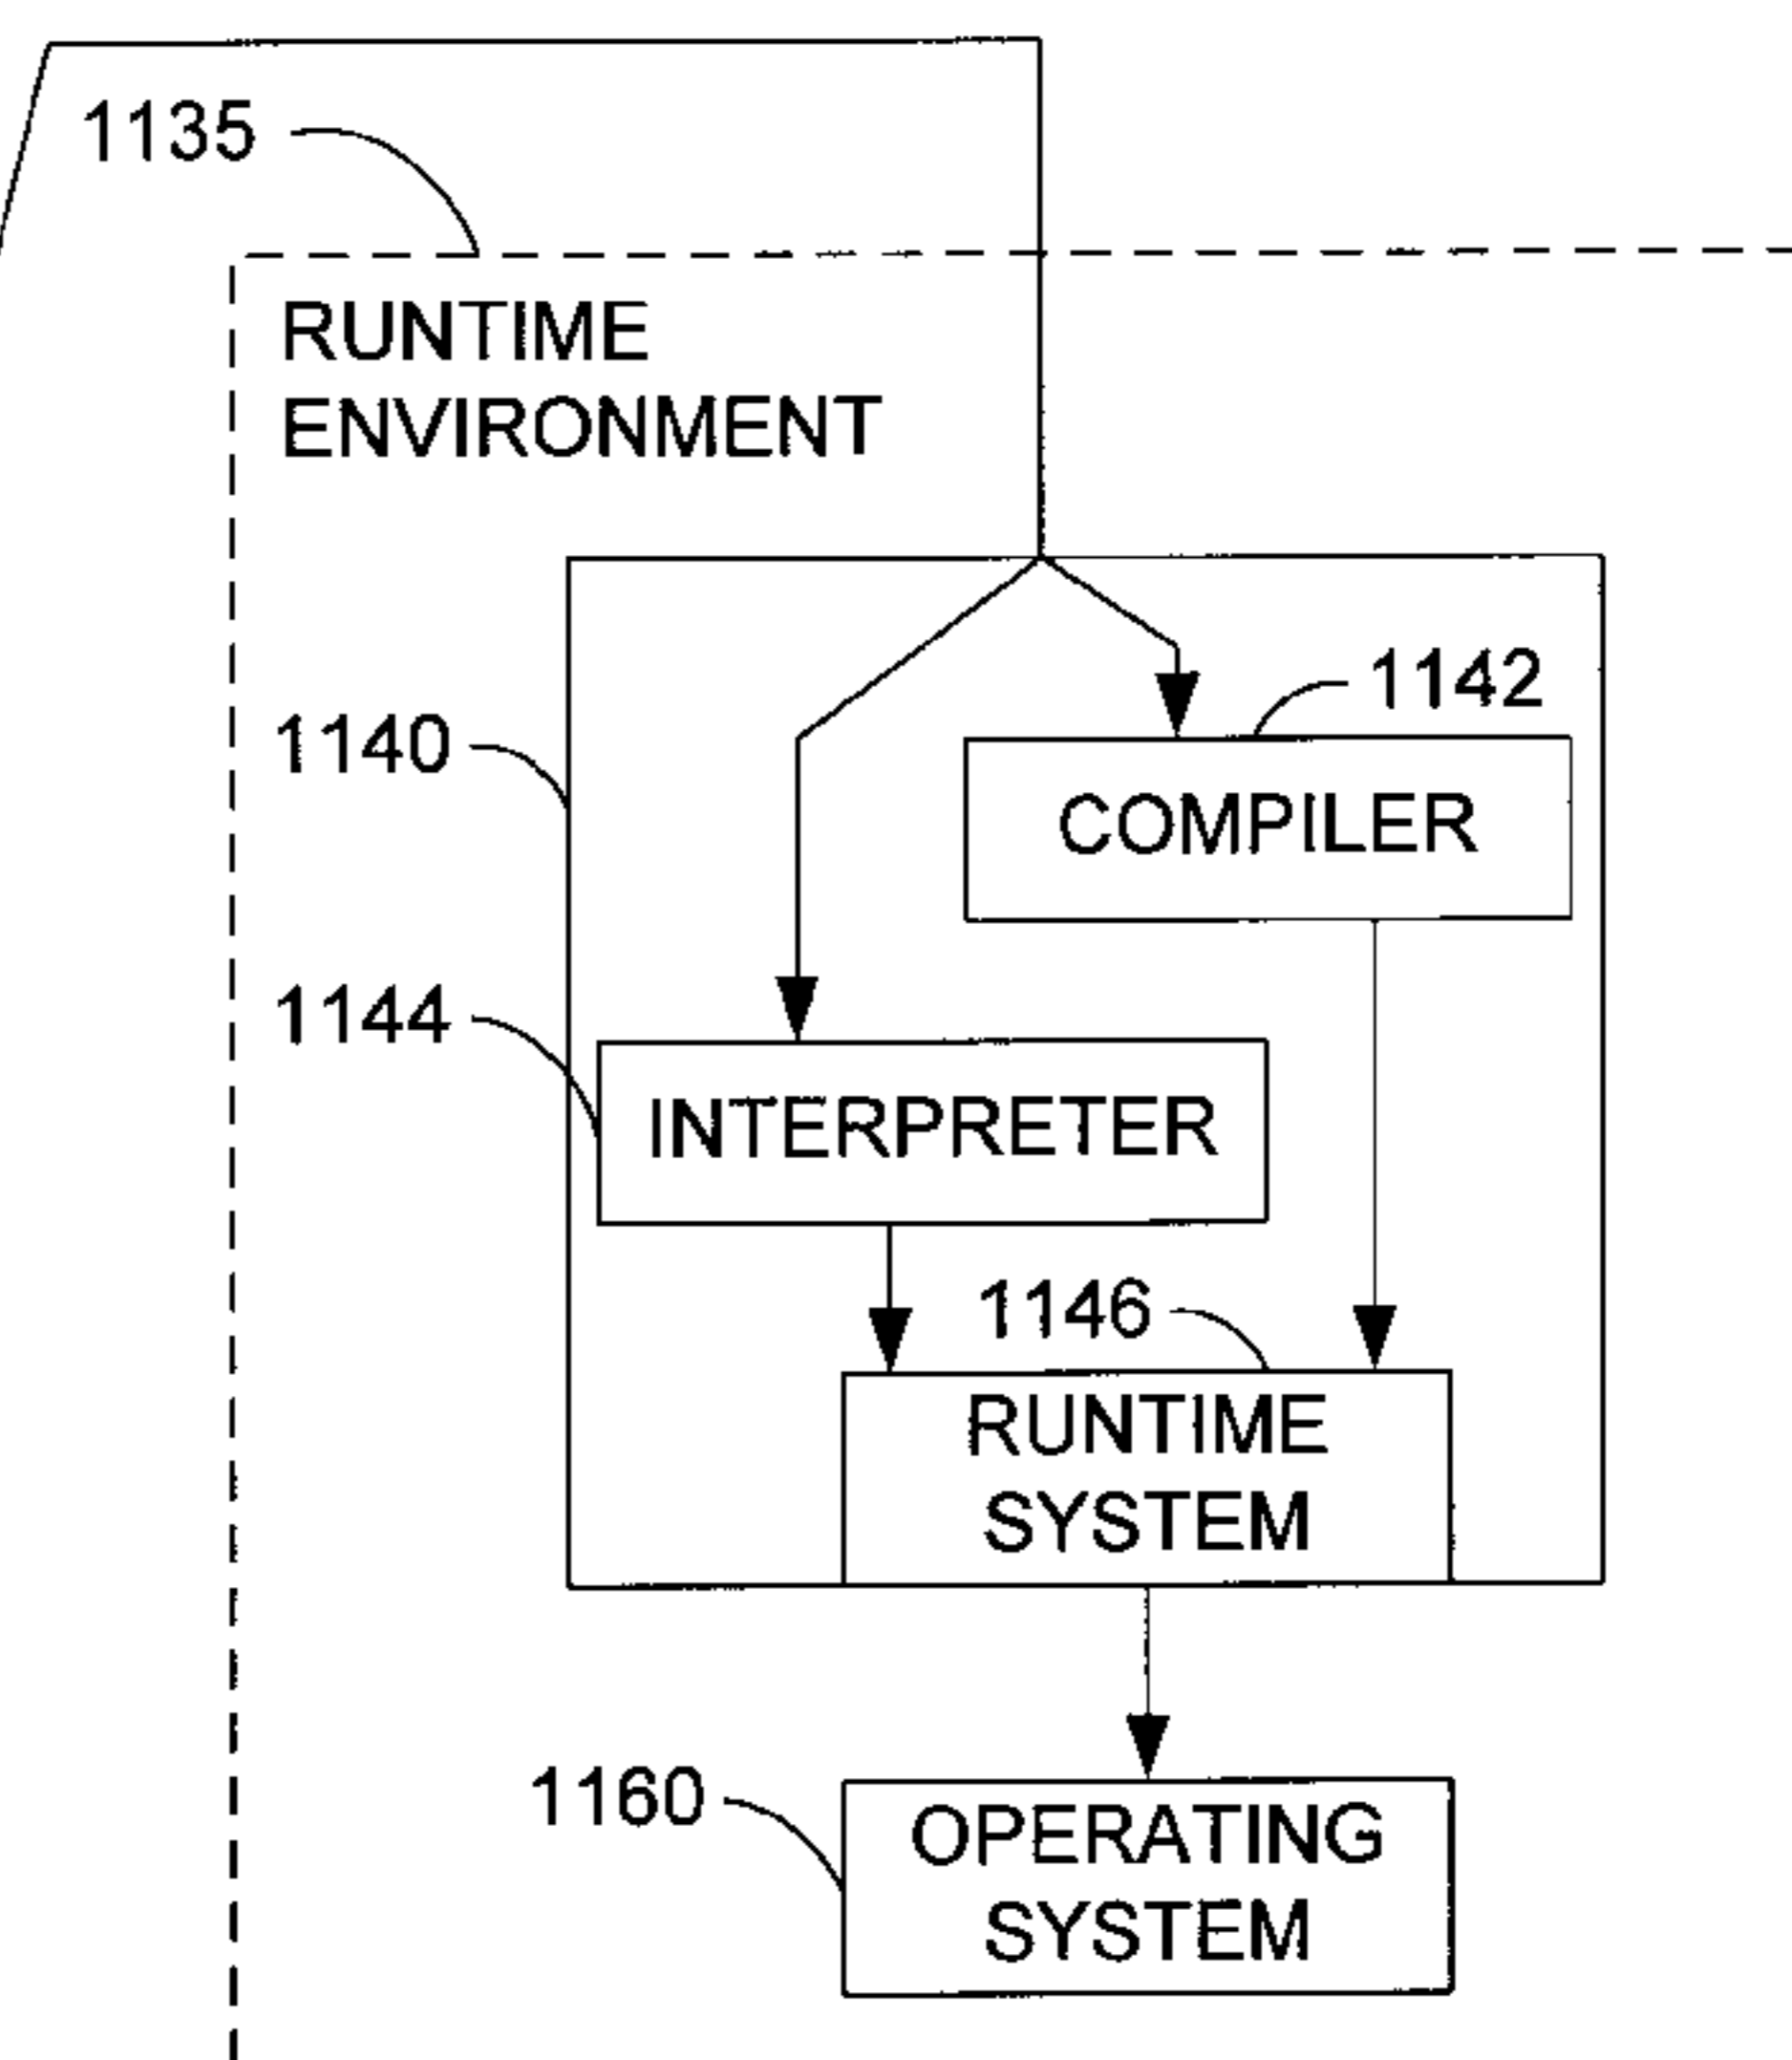 1135
RUNTIME
ENVIRONMENT
1142
1140
COMPILER
1144
INTERPRETER
1146
RUNTIME
SYSTEM
1160
OPERATING
SYSTEM